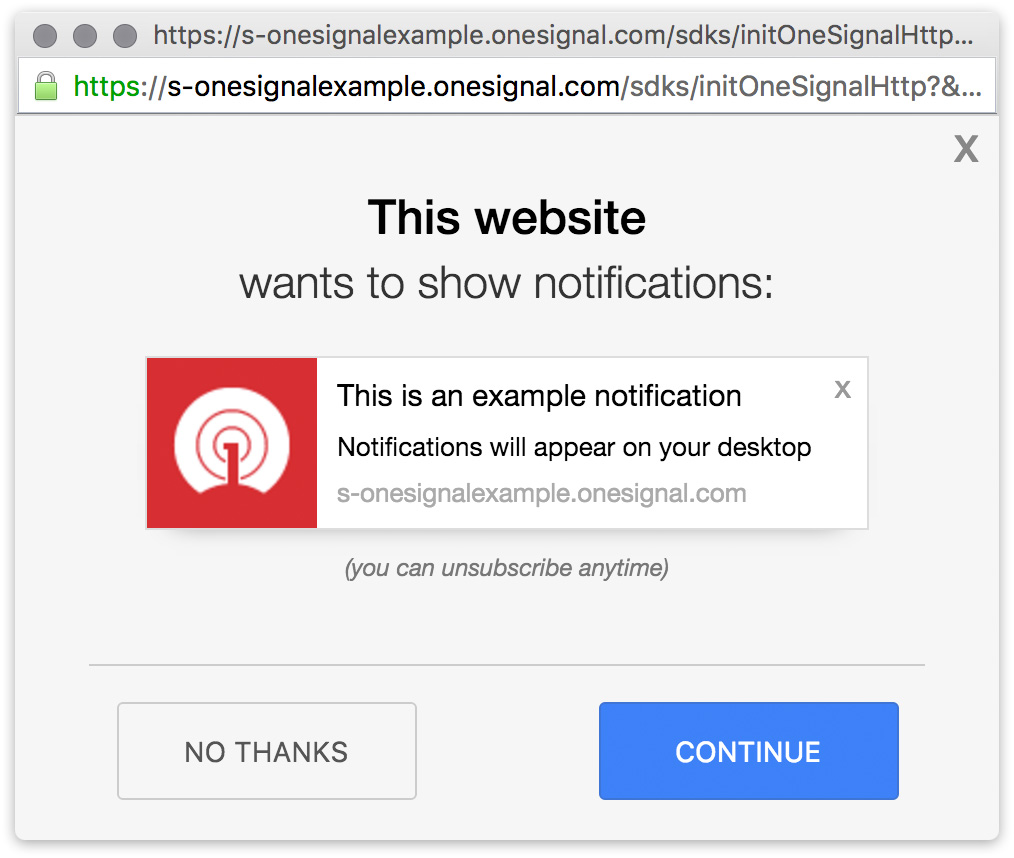 https://s-onesignalexample.onesignal.com/sdks/initOneSignalHttp...
https://s-onesignalexample.onesignal.com/sdks/initOneSignalHttp?&...
X
This website
wants to show notifications:
This is an example notification
X
Notifications will appear on your desktop
s-onesignalexample.onesignal.com
(you can unsubscribe anytime)
NO THANKS
CONTINUE